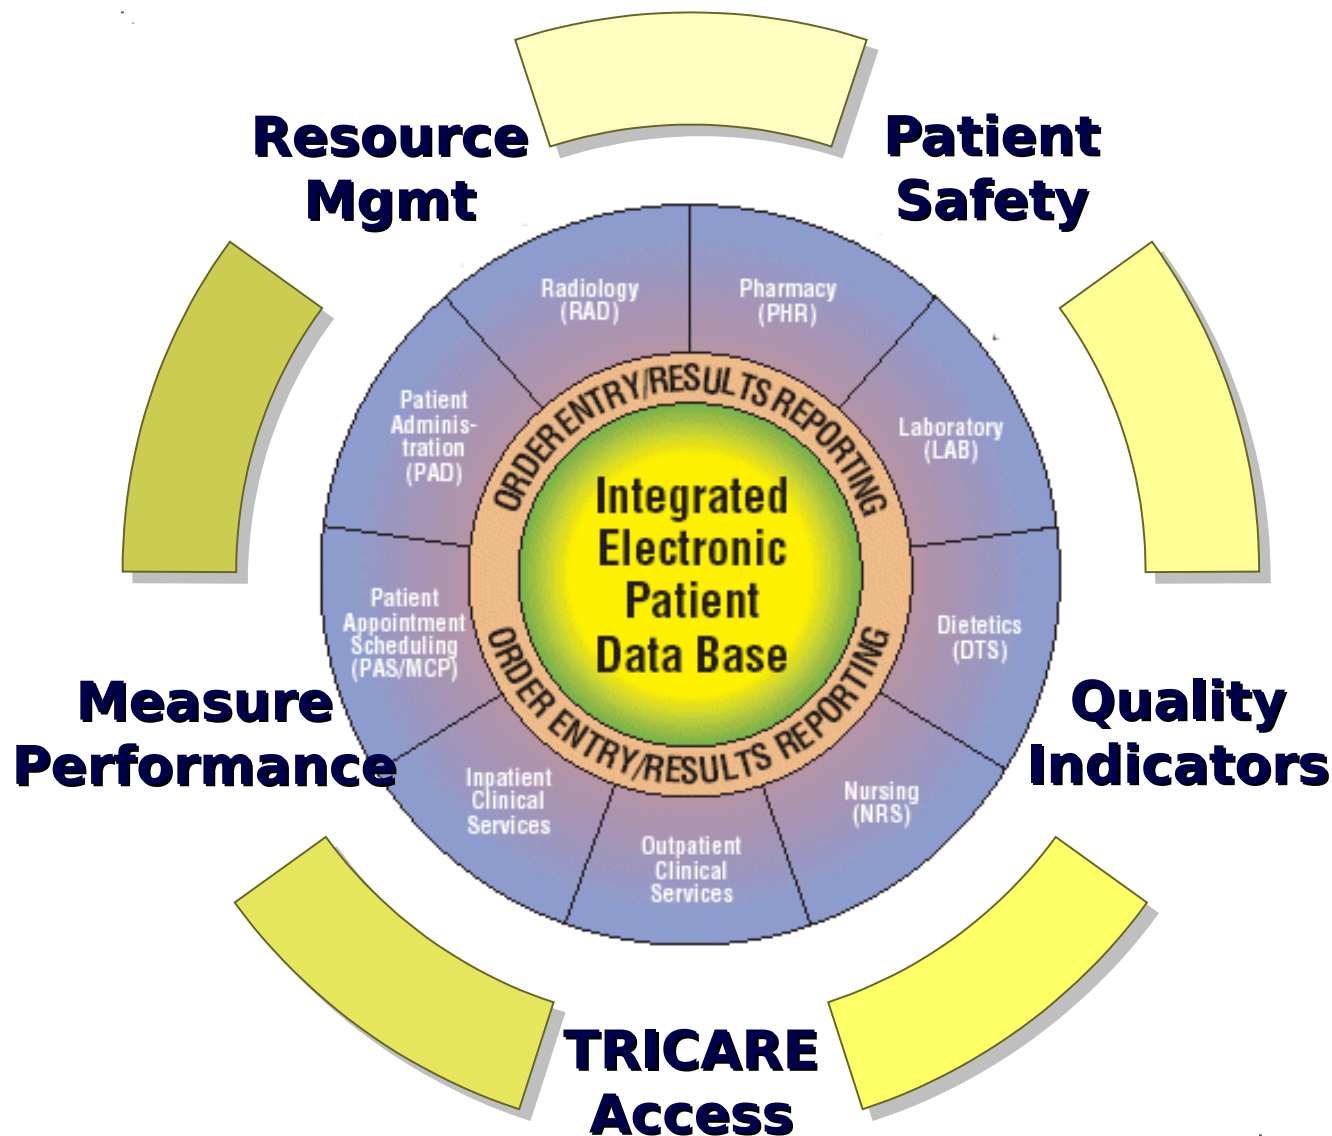 Resource
Mgmt
Patient
Safety
Radiology
(RAD)
Pharmacy
(PHR)
Patient
Adminis-
tration
(PAD)
Laboratory
(LAB)
ORDER ENTRY/RESULTS REPORTING
Integrated
Electronic
Patient
Data Base
ORDER ENTRY/RESULTS REPORTING
Patient
Appointment
Scheduling
(PAS/MCP)
Dietetics
(DTS)
Measure
Performance
Quality
Indicators
Inpatient
Clinical
Services
Nursing
(NRS)
Outpatient
Clinical
Services
TRICARE
Access